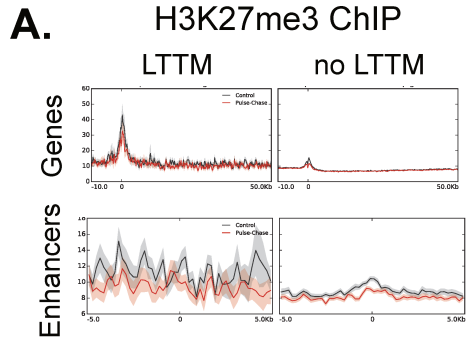 A.
H3K27me3 ChIP
LTTM
no LTTM
Genes
60
50
40
30
20
10
0
Control
Pulse-Chase
-10.0
0
50.0Kb
-10.0
0
50.0Kb
Enhancers
18
16
14
12
10
8
6
Control
Pulse-Chase
-5.0
0
5.0Kb
-5.0
0
5.0Kb